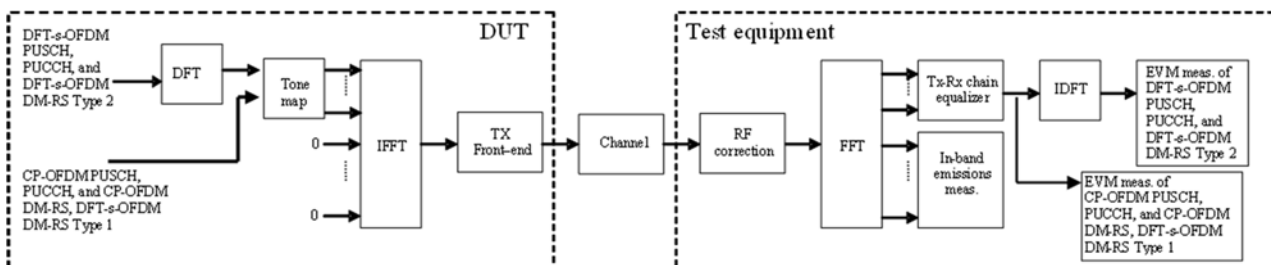 DUT
DFT-s-OFDM
PUSCH,
PUCCH, and
DFT-s-OFDM
DM-RS Type 2
DFT
Tone
map
CP-OFDM PUSCH,
PUCCH, and CP-OFDM
DM-RS, DFT-s-OFDM
DM-RS Type 1
0
0
IFFT
TX
Front-end
Channel
Test equipment
RF
correction
FFT
Tx-Rx chain
equalizer
In-band
emissions
meas.
IDFT
EVM meas. of
DFT-s-OFDM
PUSCH,
PUCCH, and
DFT-s-OFDM
DM-RS Type 2
EVM meas. of
CP-OFDM PUSCH,
PUCCH, and CP-OFDM
DM-RS, DFT-s-OFDM
DM-RS Type 1